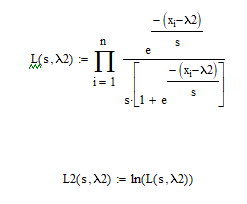 L(s,λ2) := ∏_{i = 1}^{n} e^{-(x_i-λ2)/s} / s·[1 + e^{-(x_i-λ2)/s}]
L2(s,λ2) := ln(L(s,λ2))